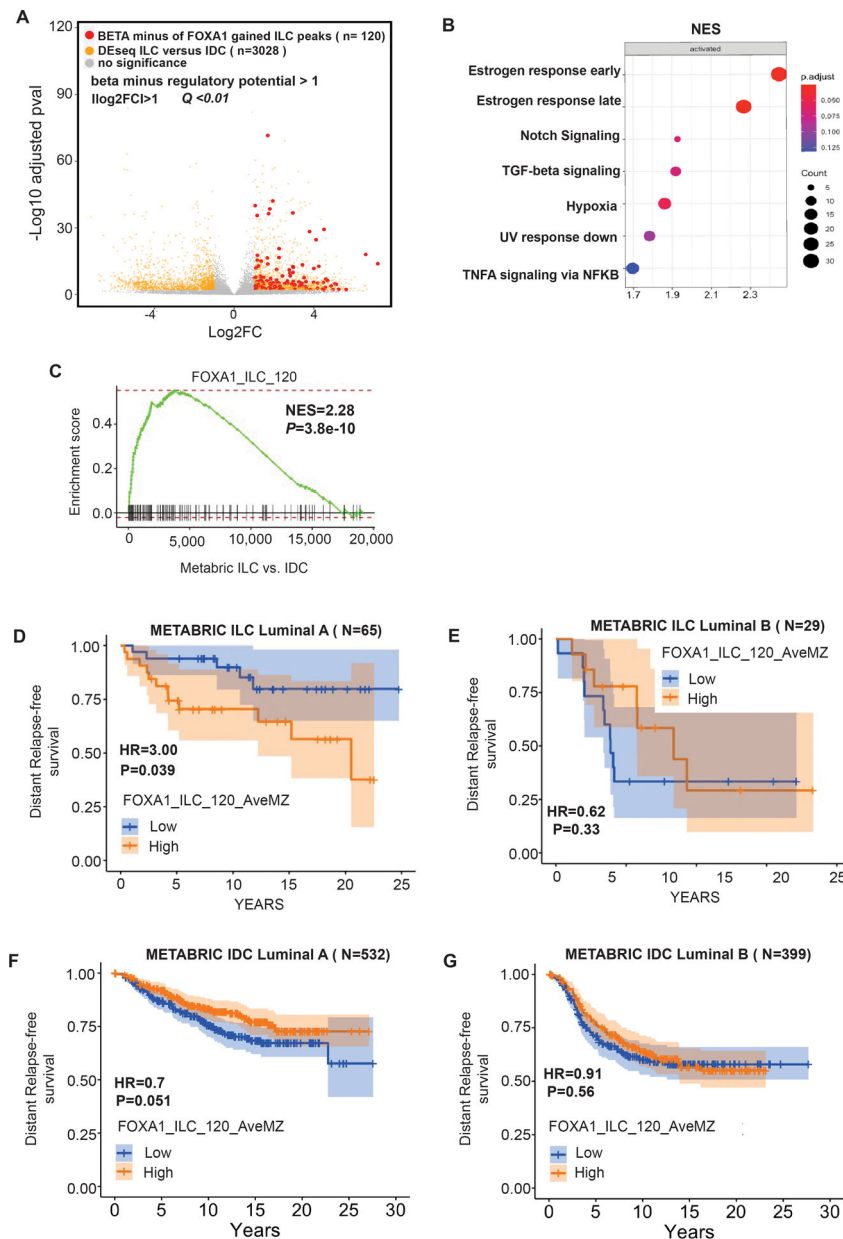 A
120
90
60
30
0
-Log10 adjusted pval
BETA minus of FOXA1 gained ILC peaks ( n= 120)
DEseq ILC versus IDC ( n=3028 )
no significance
beta minus regulatory potential > 1
llog2FCl>1 Q <0.01
-4 0 4
Log2FC
B
NES
activated
Estrogen response early
Estrogen response late
Notch Signaling
TGF-beta signaling
Hypoxia
UV response down
TNFA signaling via NFKB
1.7 1.9 2.1 2.3
p.adjust
0.050
0.075
0.100
0.125
Count
5
10
15
20
25
30
C
FOXA1_ILC_120
NES=2.28
P=3.8e-10
Enrichment score
0.4
0.2
0.0
0 5,000 10,000 15,000 20,000
Metabric ILC vs. IDC
D
METABRIC ILC Luminal A ( N=65)
Distant Relapse-free
survival
1.00
0.75
0.50
0.25
0.00
HR=3.00
P=0.039
FOXA1_ILC_120_AveMZ
Low
High
0 5 10 15 20 25
YEARS
E
METABRIC ILC Luminal B ( N=29)
Distant Relapse-free
survival
1.00
0.75
0.50
0.25
0.00
FOXA1_ILC_120_AveMZ
Low
High
HR=0.62
P=0.33
0 5 10 15 20 25
YEARS
F
METABRIC IDC Luminal A ( N=532)
Distant Relapse-free
survival
1.00
0.75
0.50
0.25
0.00
HR=0.7
P=0.051
FOXA1_ILC_120_AveMZ
Low
High
0 5 10 15 20 25 30
Years
G
METABRIC IDC Luminal B ( N=399)
Distant Relapse-free
survival
1.00
0.75
0.50
0.25
0.00
HR=0.91
P=0.56
FOXA1_ILC_120_AveMZ
Low
High
0 5 10 15 20 25 30
Years